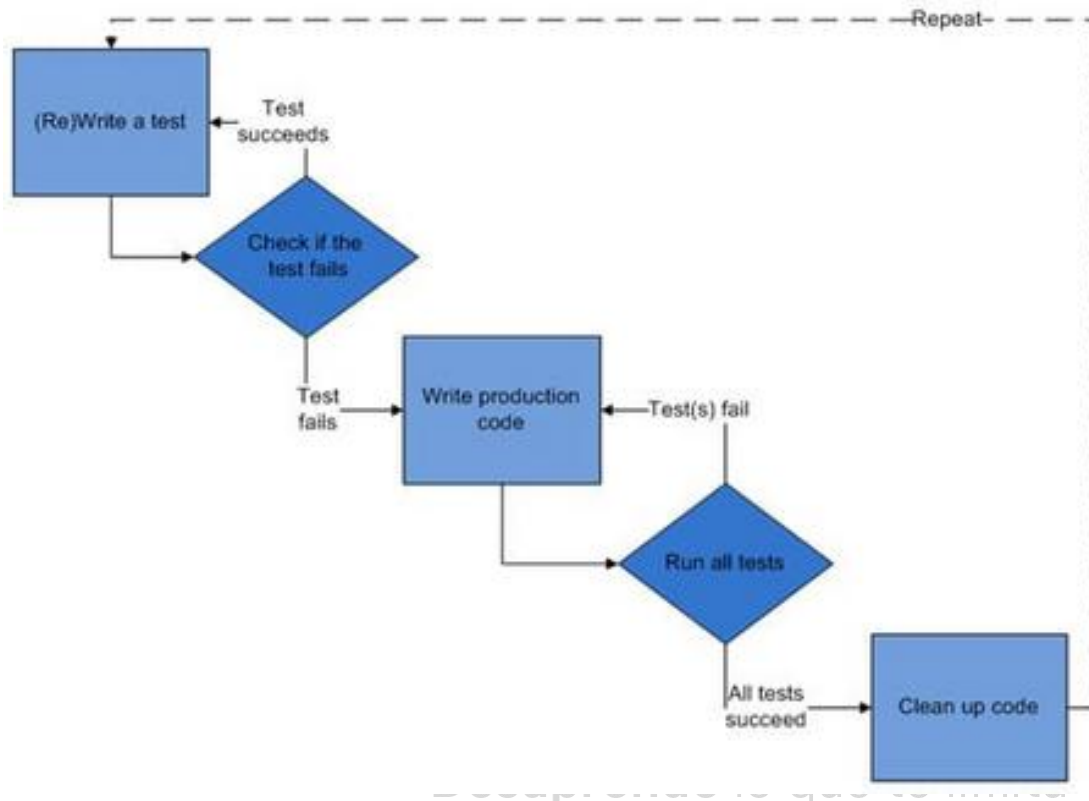 Repeat
(Re)Write a test
Test
succeeds
Check if the
test fails
Test
fails
Write production
code
Test(s) fail
Run all tests
All tests
succeed
Clean up code